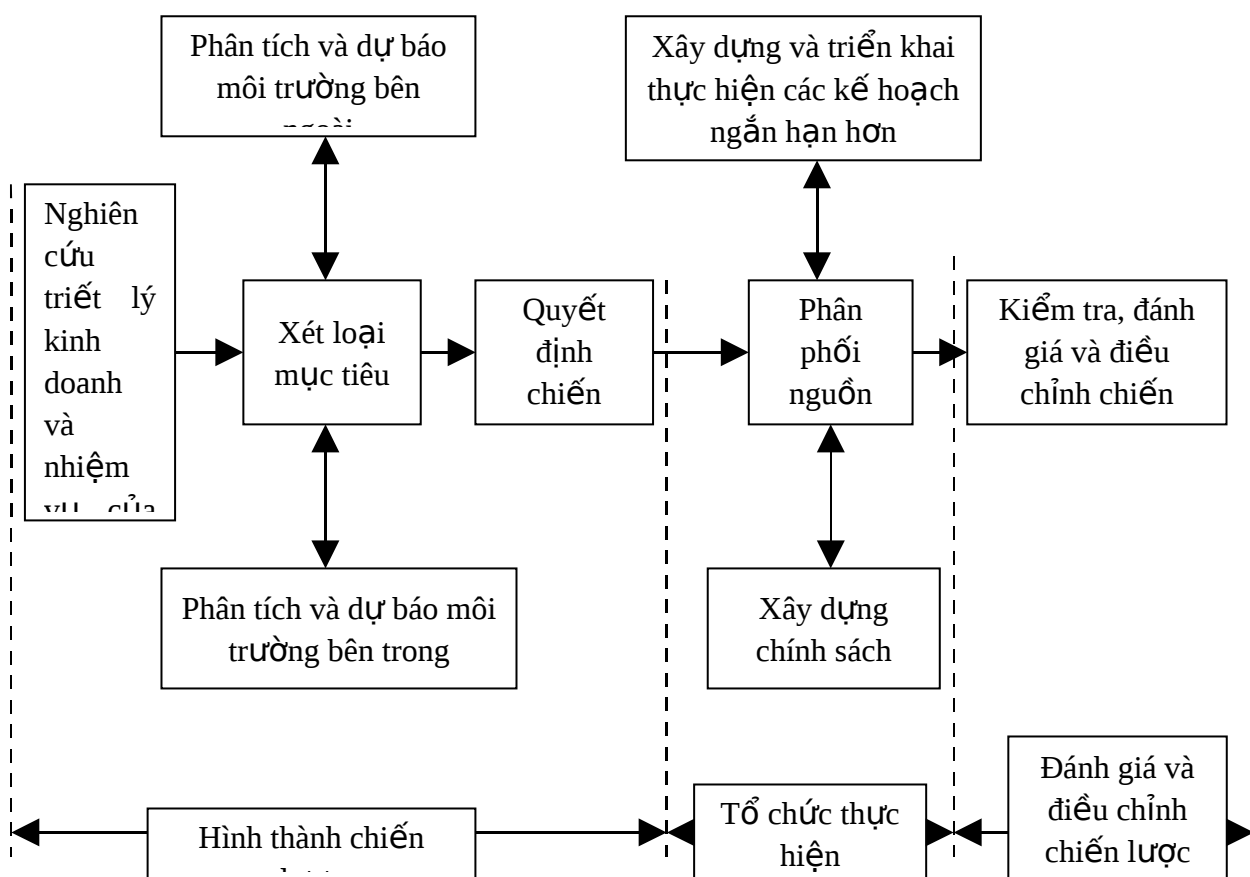 Phân tích và dự báo
môi trường bên
ngoài
Xây dựng và triển khai
thực hiện các kế hoạch
ngắn hạn hơn
Nghiên
cứu
triết lý
kinh
doanh
và
nhiệm
vụ của
Xét loại
mục tiêu
Quyết
định
chiến
Phân
phối
nguồn
Kiểm tra, đánh
giá và điều
chỉnh chiến
Phân tích và dự báo môi
trường bên trong
Xây dựng
chính sách
Hình thành chiến
Tổ chức thực
hiện
Đánh giá và
điều chỉnh
chiến lược